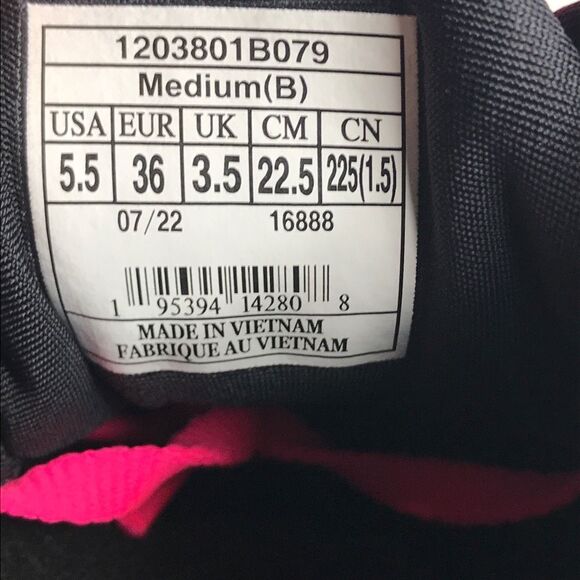 1203801B079
Medium(B)
USA EUR UK CM CN
5.5 36 3.5 22.5 225(1.5)
07/22 16888
1 95394 14280 8
MADE IN VIETNAM
FABRIQUE AU VIETNAM